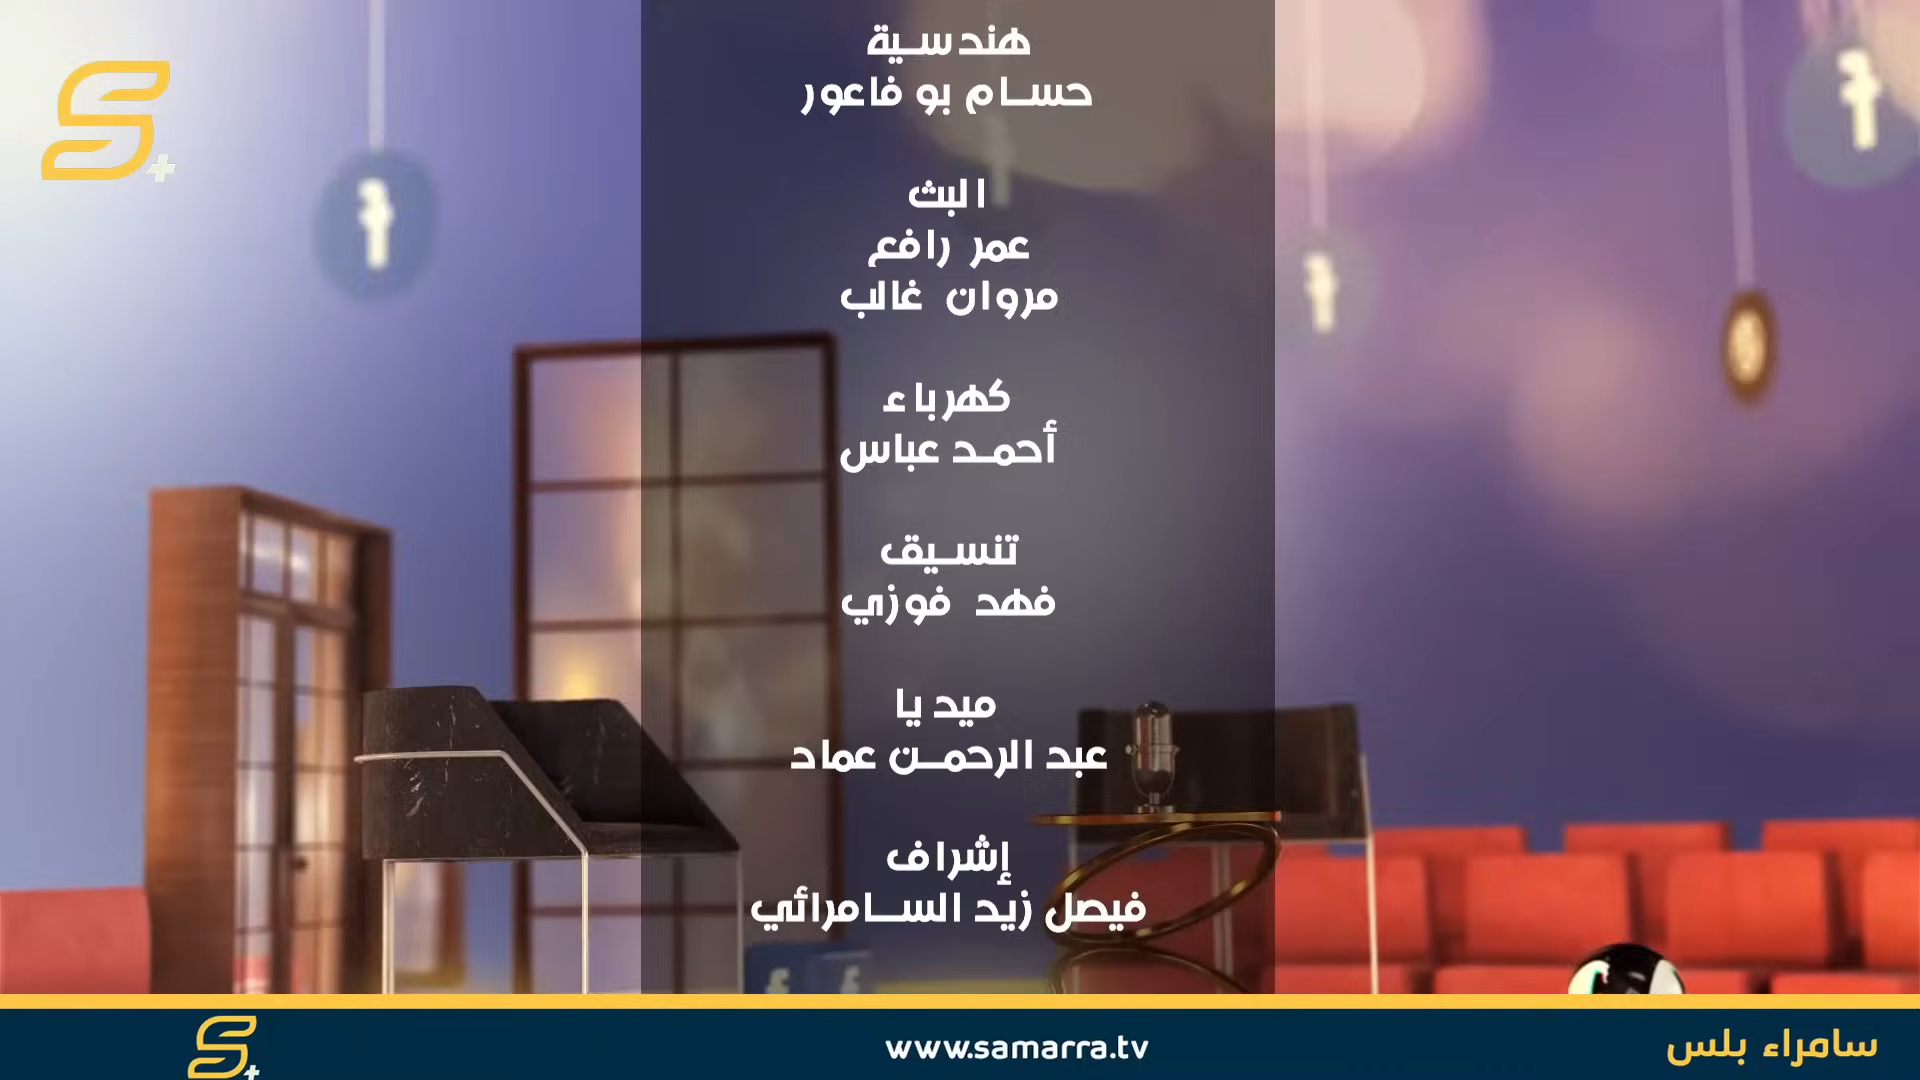 هندسية
حسام بو فاعور
البث
عمر رافع
مروان غالب
كهرباء
أحمد عباس
تنسيق
فهد فوزي
ميديا
عبد الرحمن عماد
إشراف
فيصل زيد السامرائي
www.samarra.tv
سامراء بلس